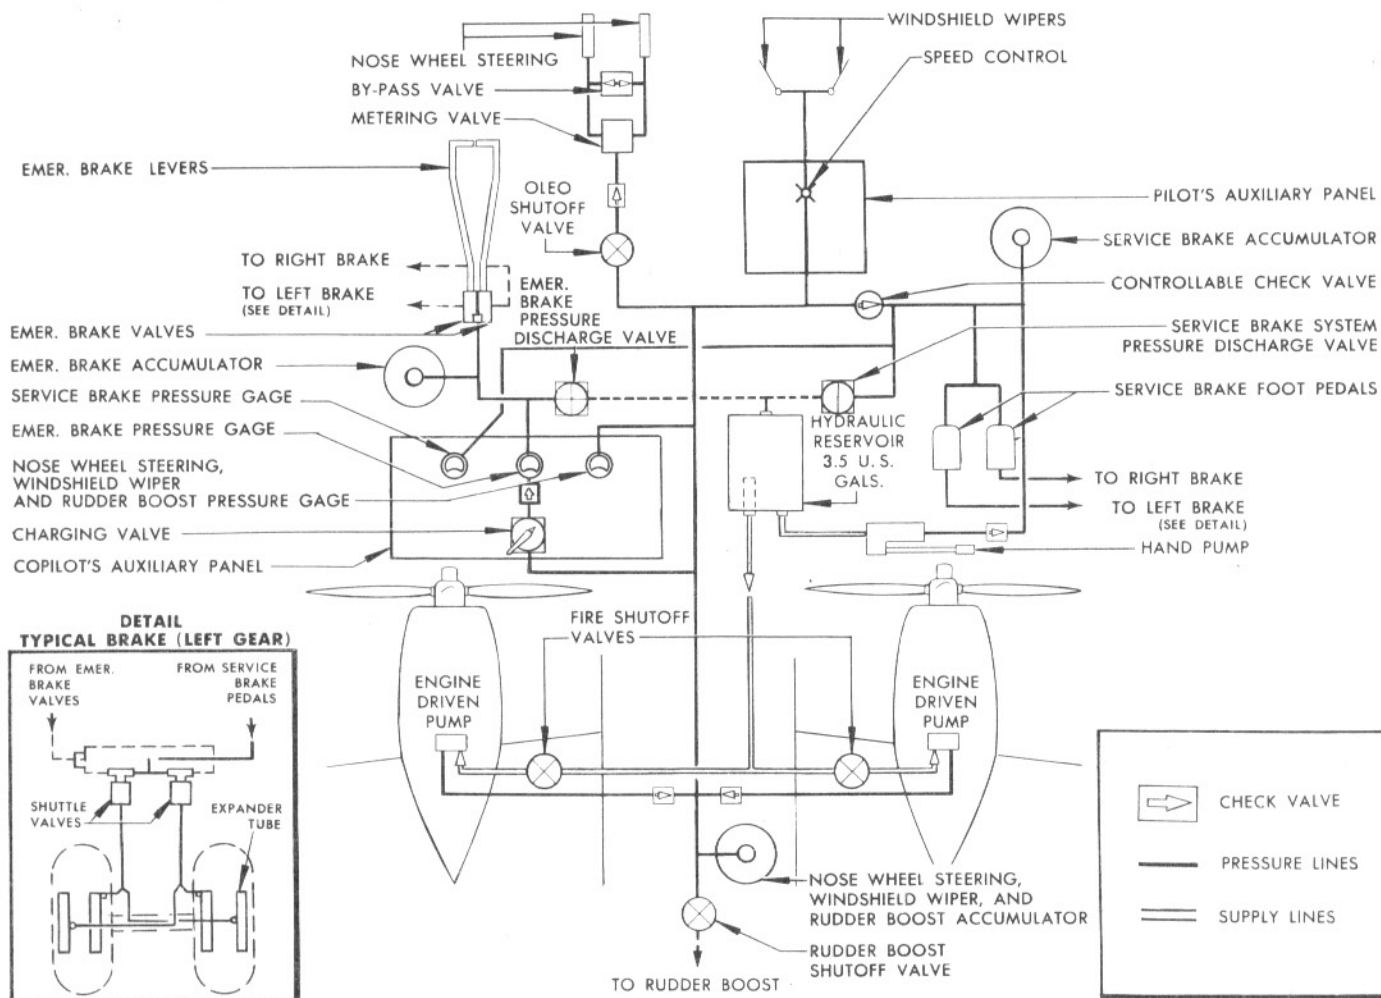 WINDSHIELD WIPERS
SPEED CONTROL
NOSE WHEEL STEERING
BY-PASS VALVE
METERING VALVE
EMER. BRAKE LEVERS
OLEO
SHUTOFF
VALVE
PILOT'S AUXILIARY PANEL
SERVICE BRAKE ACCUMULATOR
TO RIGHT BRAKE
TO LEFT BRAKE
(SEE DETAIL)
EMER.
BRAKE
PRESSURE
DISCHARGE VALVE
CONTROLLABLE CHECK VALVE
EMER. BRAKE VALVES
SERVICE BRAKE SYSTEM
PRESSURE DISCHARGE VALVE
EMER. BRAKE ACCUMULATOR
SERVICE BRAKE PRESSURE GAGE
SERVICE BRAKE FOOT PEDALS
EMER. BRAKE PRESSURE GAGE
HYDRAULIC
RESERVOIR
3.5 U. S.
GALS.
NOSE WHEEL STEERING,
WINDSHIELD WIPER
AND RUDDER BOOST PRESSURE GAGE
TO RIGHT BRAKE
TO LEFT BRAKE
(SEE DETAIL)
CHARGING VALVE
HAND PUMP
COPILOT'S AUXILIARY PANEL
DETAIL
TYPICAL BRAKE (LEFT GEAR)
FROM EMER.
BRAKE
VALVES
FROM SERVICE
BRAKE
PEDALS
SHUTTLE
VALVES
EXPANDER
TUBE
FIRE SHUTOFF
VALVES
ENGINE
DRIVEN
PUMP
ENGINE
DRIVEN
PUMP
CHECK VALVE
PRESSURE LINES
SUPPLY LINES
NOSE WHEEL STEERING,
WINDSHIELD WIPER, AND
RUDDER BOOST ACCUMULATOR
RUDDER BOOST
SHUTOFF VALVE
TO RUDDER BOOST